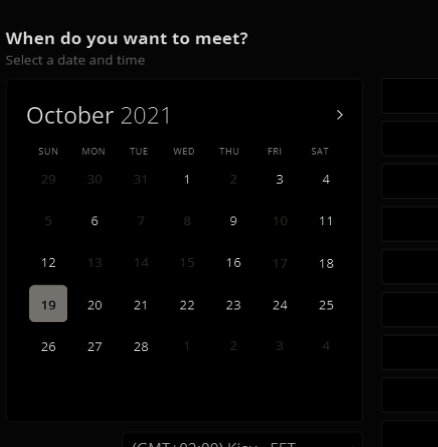 When do you want to meet?
Select a date and time
October 2021
SUN MON TUE WED THU FRI SAT
29 30 31 1 2 3 4
5 6 7 8 9 10 11
12 13 14 15 16 17 18
19 20 21 22 23 24 25
26 27 28 1 2 3 4
(GMT+02:00) Kiev - EET